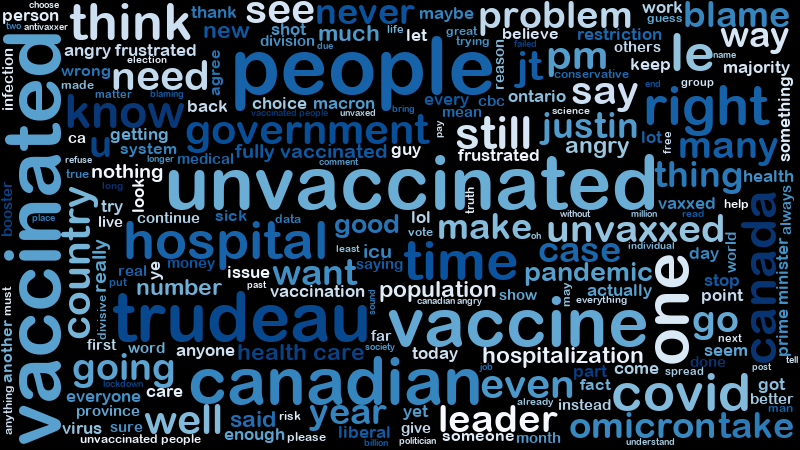 choose
two antivaxxer
person
think
thank
new
shot
division
see
much
life
due
never
let
maybe
great
trying
problem
believe
reason
work
guess
restriction
others
keep
blame
way
name
majority
something
angry frustrated
election
wrong
made
matter
blaming
need
agree
people
failed
jt
pm
conservative
le
say
end
group
infection
vaccinated
know
back
choice
macron
vaccinated people
unvaxed
every
cbc
mean
bring
ontario
science
right
free
ca
u
getting
system
medical
government
fully vaccinated
guy
pay
still
frustrated
justin
angry
lot
many
refuse
true
longer
nothing
comment
unvaccinated
truth
thing
health
booster
long
look
try
live
place
country
continue
sick
data
good
lol
vote
make
oh
without
million
unvaxxed
vaxxed
read
help
canada
always
hospital
least
icu
saying
time
case
individual
day
world
really
real
put
ye
money
number
issue
past
want
vaccination
population
canadian angry
show
pandemic
actually
may
everything
one
stop
point
prime minister
divisive
trudeau
sound
vaccine
go
next
first
word
anyone
health care
far
society
today
hospitalization
seem
done
tell
anything
another
must
going
lockdown
care
canadian
job
even
already
part
fact
come
spread
post
covid
got
better
man
everyone
province
virus
sure
unvaccinated people
well
said
enough
risk
please
year
liberal
billion
yet
give
politician
leader
someone
month
instead
omicron
understand
take